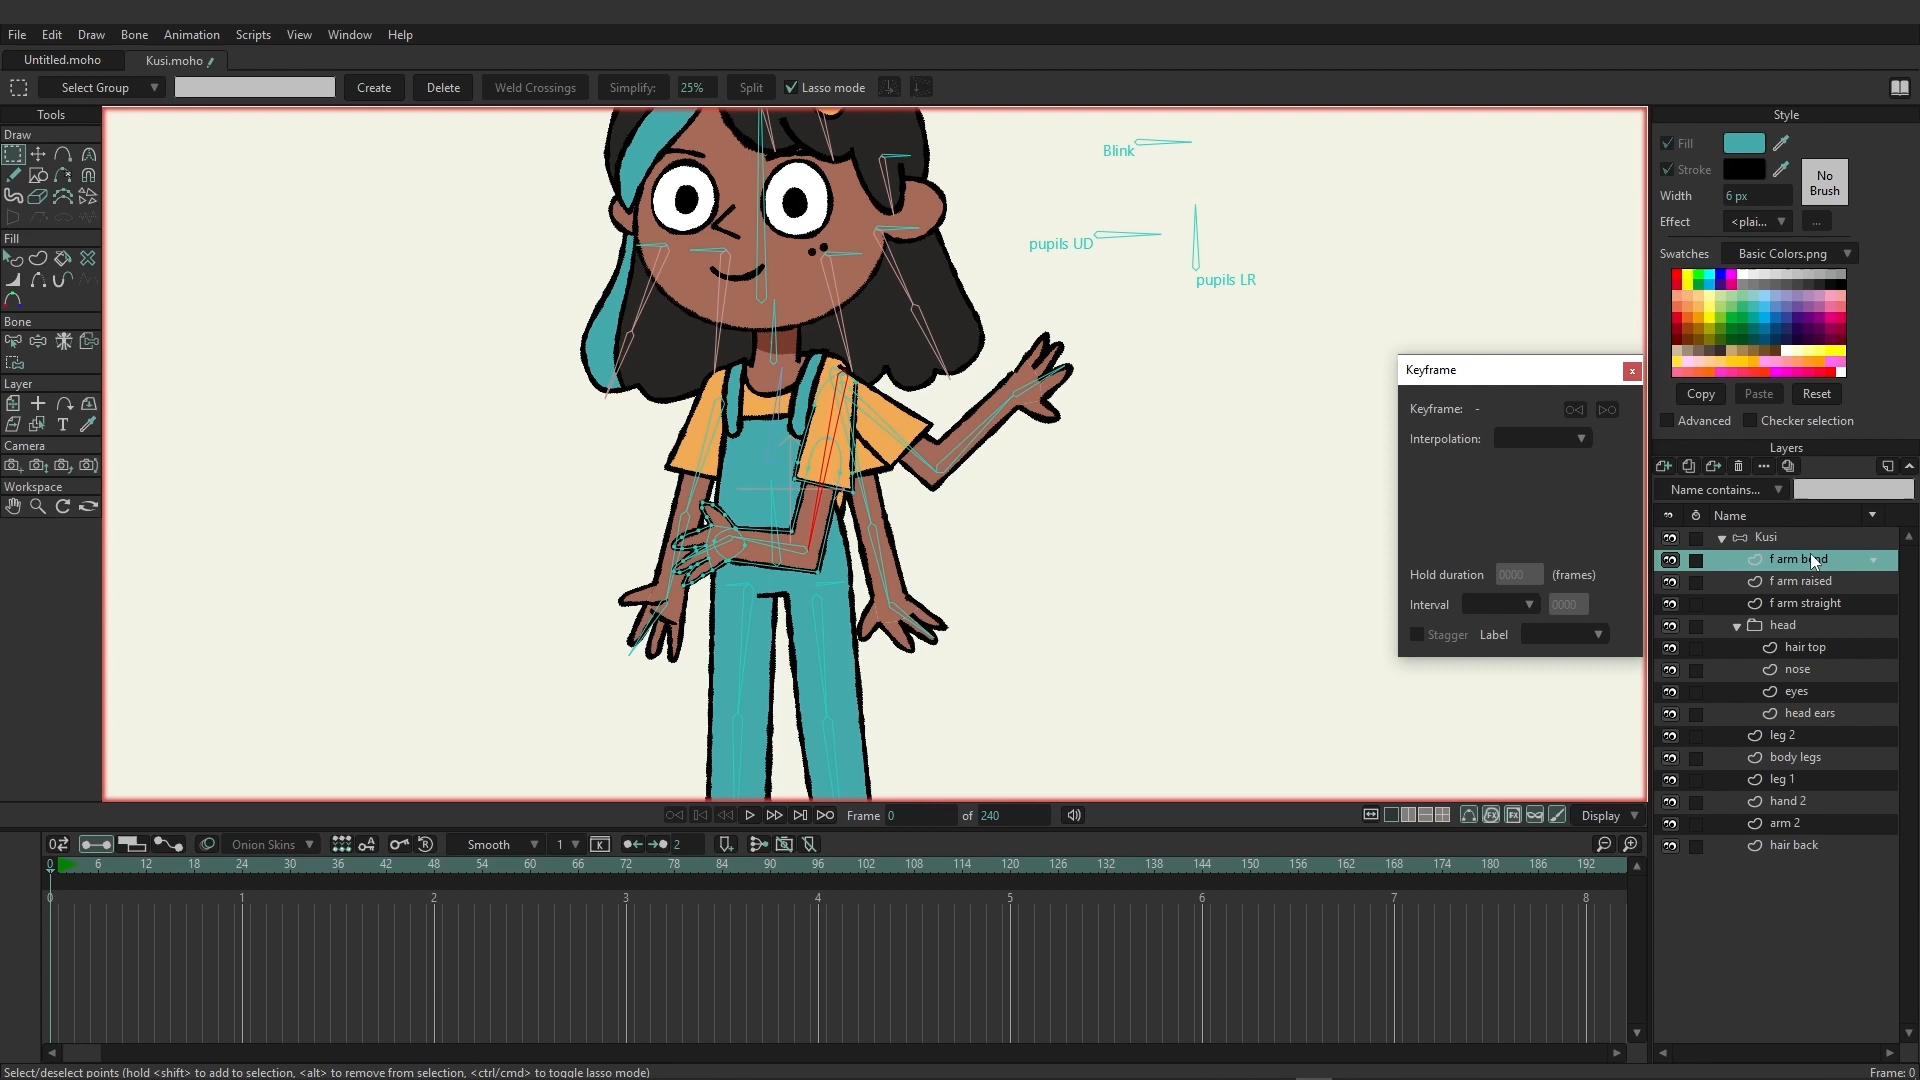 File Edit Draw Bone Animation Scripts View Window Help
Untitled.moho Kusi.moho
Select Group Create Delete Weld Crossings Simplify: 25% Split Lasso mode
Tools
Draw
Fill
Bone
Layer
Camera
Workspace
Blink
pupils UD
pupils LR
Keyframe x
Keyframe: -
Interpolation:
Hold duration 0000 (frames)
Interval 0000
Stagger Label
Style
Fill
Stroke
No
Brush
Width 6 px
Effect <plai... ...
Swatches Basic Colors.png
Copy Paste Reset
Advanced Checker selection
Layers
Name contains...
Name
Kusi
f arm bend
f arm raised
f arm straight
head
hair top
nose
eyes
head ears
leg 2
body legs
leg 1
hand 2
arm 2
hair back
Frame 0 of 240 Display
Onion Skins Smooth 1 K 2
0 6 12 18 24 30 36 42 48 54 60 66 72 78 84 90 96 102 108 114 120 126 132 138 144 150 156 162 168 174 180 186 192
0 1 2 3 4 5 6 7 8
Select/deselect points (hold <shift> to add to selection, <alt> to remove from selection, <ctrl/cmd> to toggle lasso mode) Frame: 0